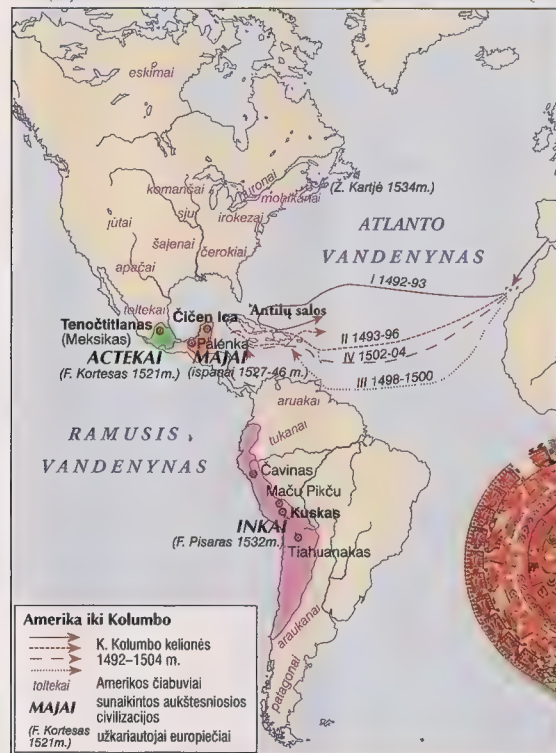 eskimai
huronai
komančai
mohikanai
(Ž. Kartjė 1534m.)
sju
irokezai
jutai
šajenai
čerokiai
apačai
ATLANTO
VANDENYNAS
I 1492-93
toltekai
Čičen Ica
Antilų salos
Tenočtitlanas
(Meksikas)
Palénka
II 1493-96
IV 1502-04
ACTEKAI
MAJAI
(F. Kortesas 1521m.)
(ispanai 1527-46 m.)
III 1498-1500
aruakai
tukanai
RAMUSIS
VANDENYNAS
Čavinas
Maču Pikču
Kuskas
INKAI
(F. Pisaras 1532m.)
Tiahuanakas
araukanai
patagonai
Amerika iki Kolumbo
K. Kolumbo kelionės
1492–1504 m.
toltekai Amerikos čiabuviai
MAJAI sunaikintos aukštesniosios
civilizacijos
(F. Kortesas
1521m.) užkariautojai europiečiai